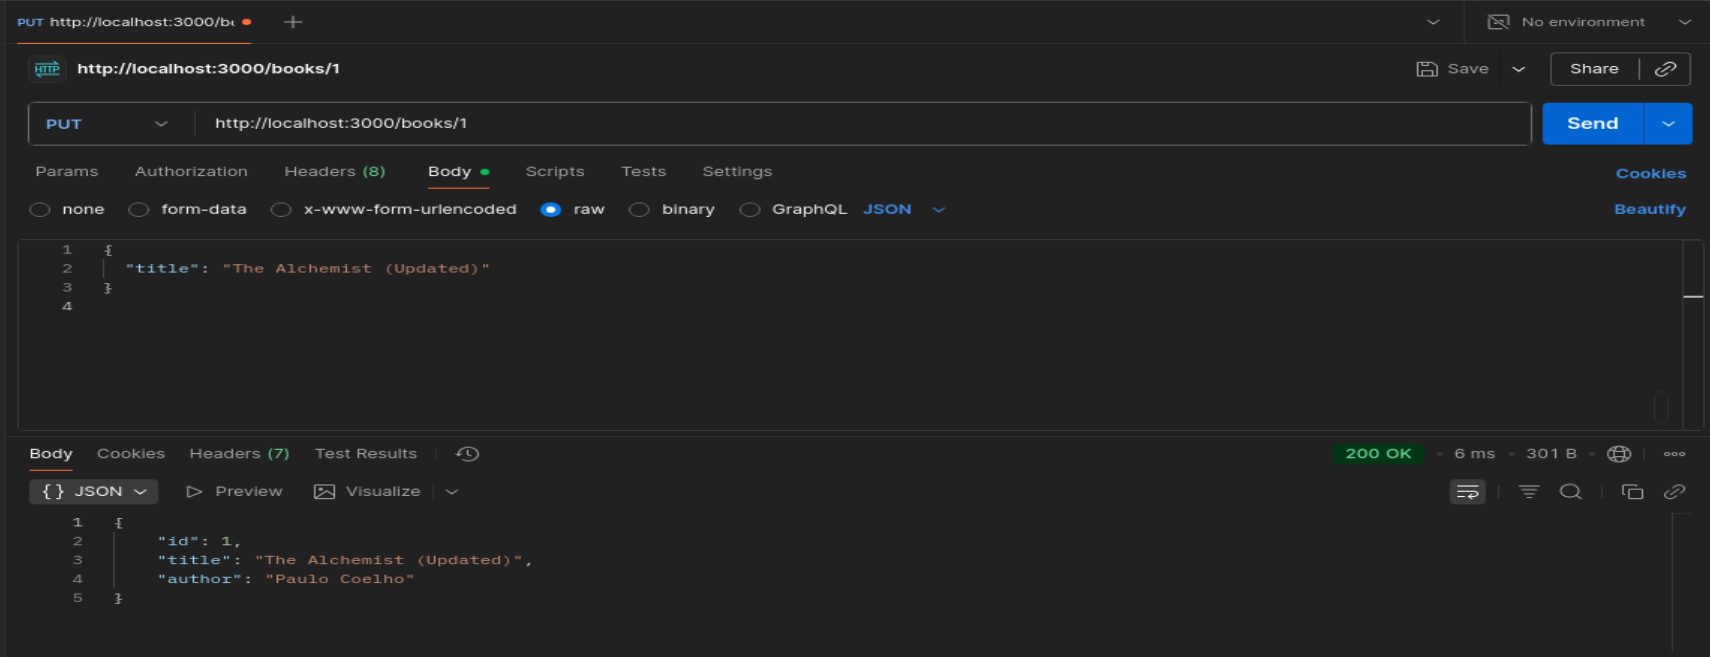 PUT http://localhost:3000/b
No environment
HTTP http://localhost:3000/books/1
Save
Share
PUT http://localhost:3000/books/1
Send
Params Authorization Headers (8) Body Scripts Tests Settings Cookies
none form-data x-www-form-urlencoded raw binary GraphQL JSON Beautify
1 {
2 "title": "The Alchemist (Updated)"
3 }
4
Body Cookies Headers (7) Test Results 200 OK 6 ms 301 B
{} JSON Preview Visualize
1 {
2 "id": 1,
3 "title": "The Alchemist (Updated)",
4 "author": "Paulo Coelho"
5 }